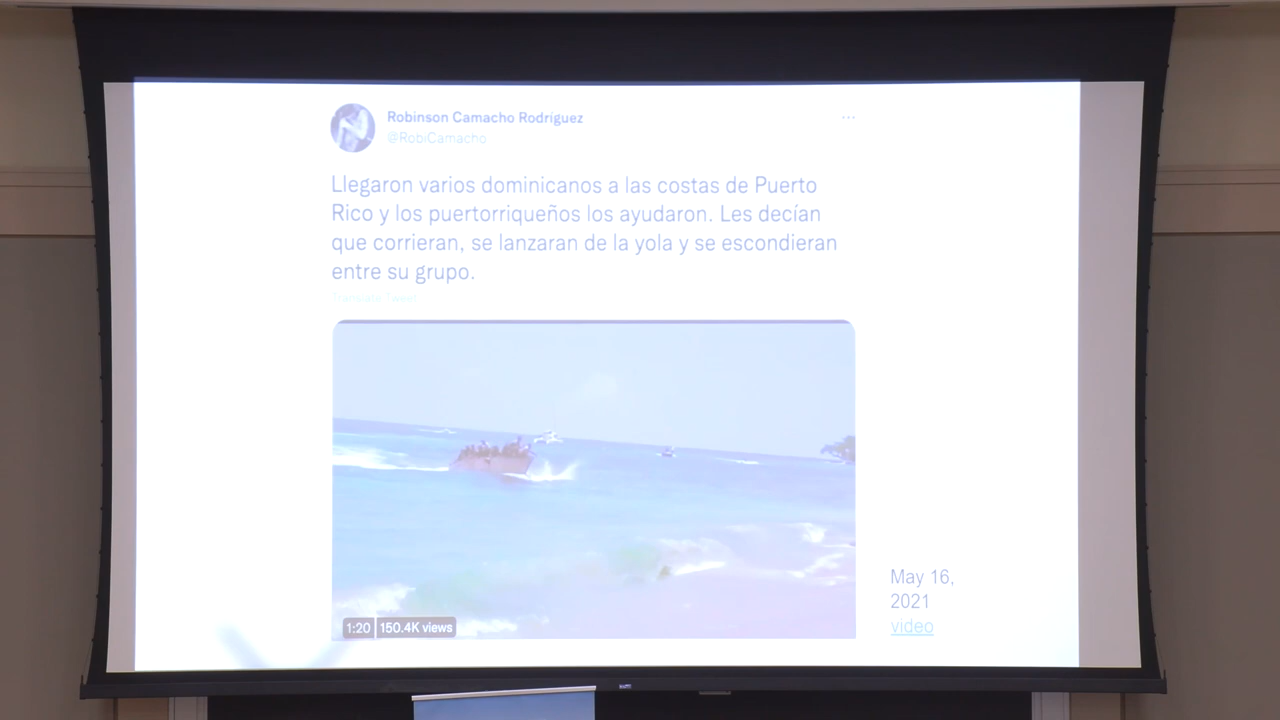 Robinson Camacho Rodríguez
@RobiCamacho
Llegaron varios dominicanos a las costas de Puerto
Rico y los puertorriqueños los ayudaron. Les decían
que corrieran, se lanzaran de la yola y se escondieran
entre su grupo.
Translate Tweet
1:20 150.4K views
May 16,
2021
video